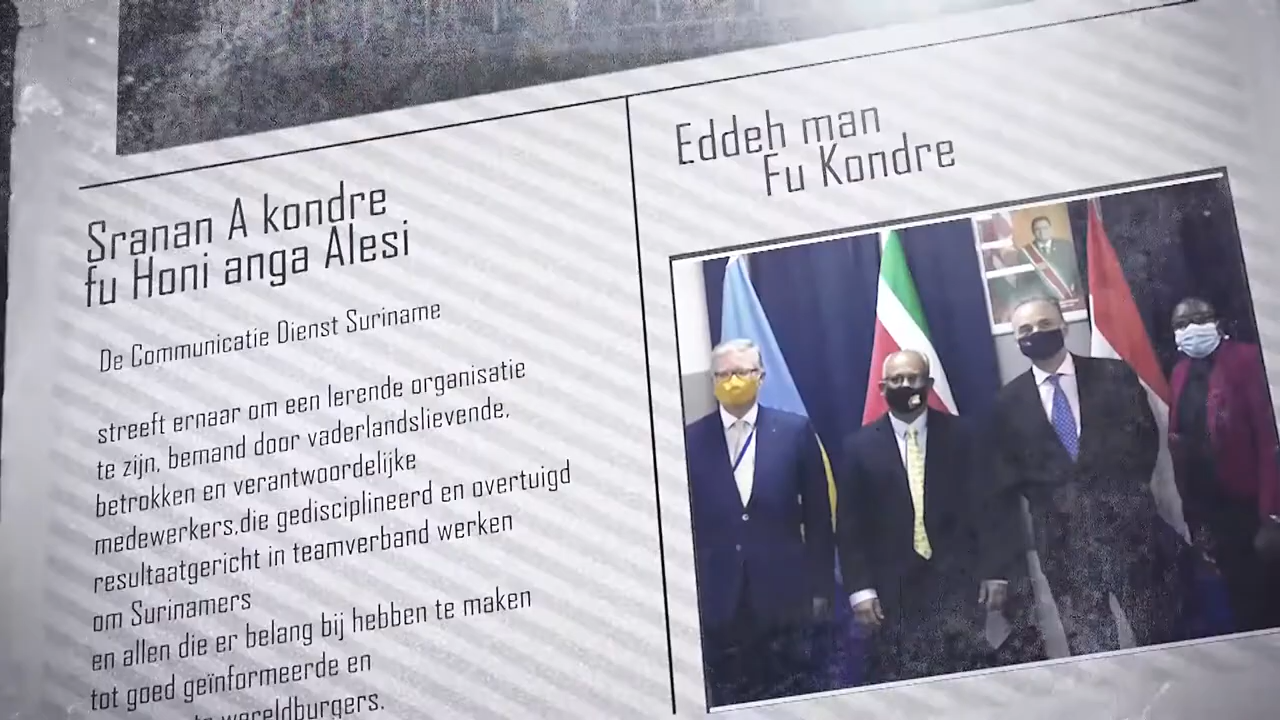 Sranan A kondre
fu Honi anga Alesi
De Communicatie Dienst Suriname
streeft ernaar om een lerende organisatie
te zijn, bemand door vaderlandslievende,
betrokken en verantwoordelijke
medewerkers,die gedisciplineerd en overtuigd
resultaatgericht in teamverband werken
om Surinamers
en allen die er belang bij hebben te maken
tot goed geïnformeerde en
wereldburgers.
Eddeh man
Fu Kondre